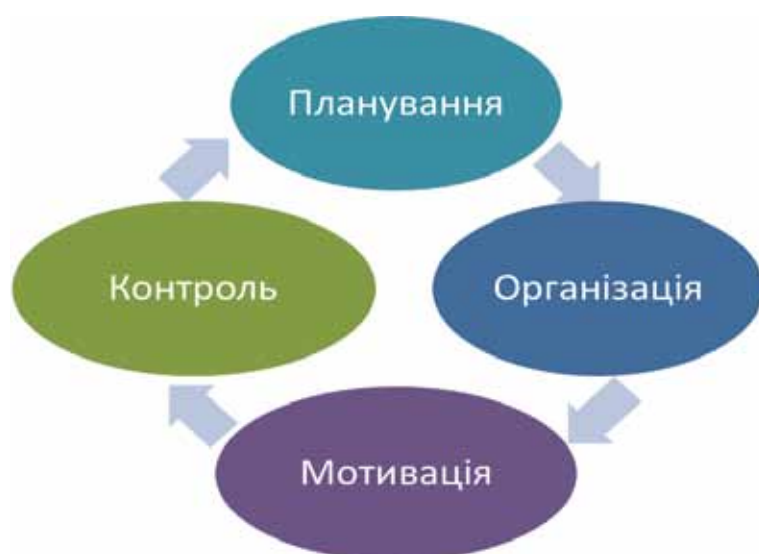 Планування
Організація
Мотивація
Контроль